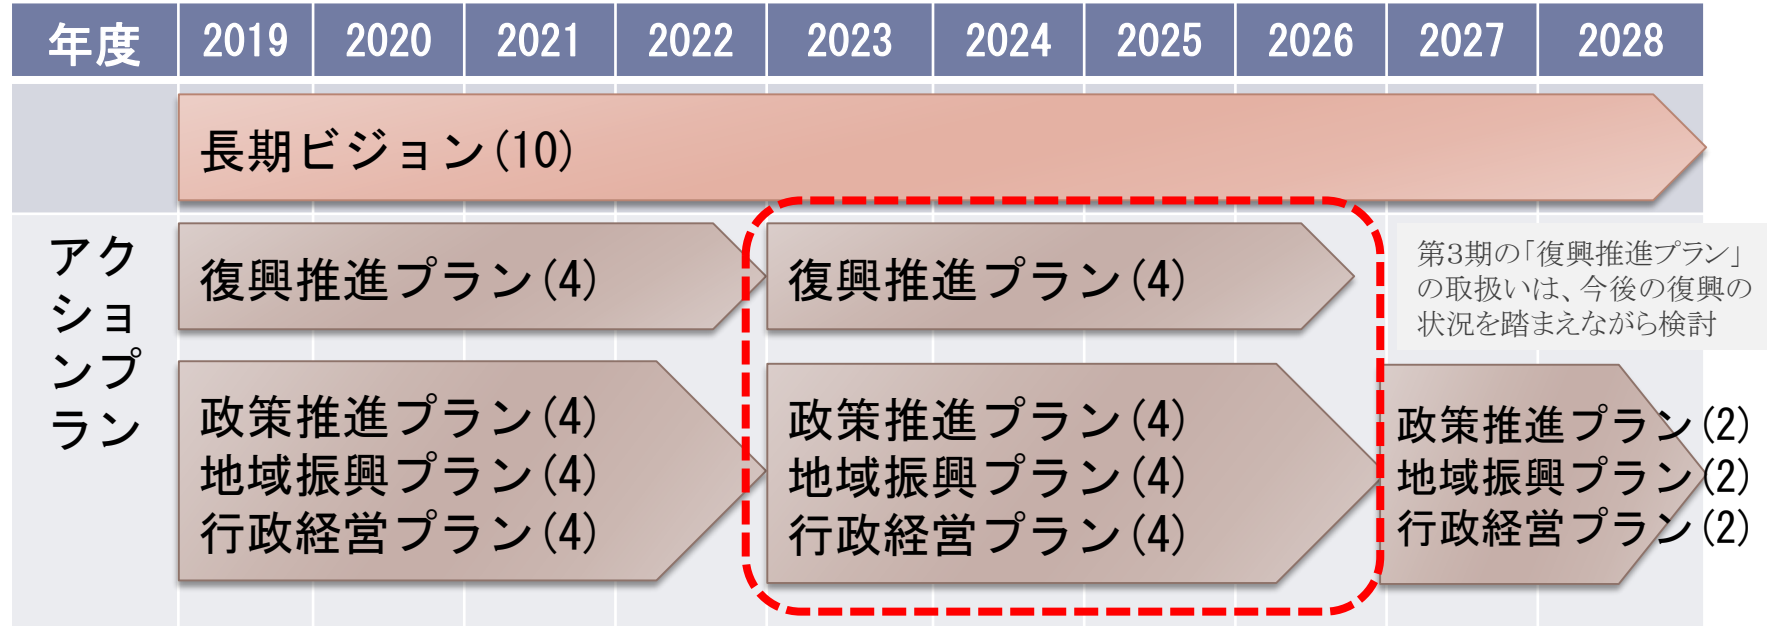 年度 2019 2020 2021 2022 2023 2024 2025 2026 2027 2028
長期ビジョン(10)
アク
ショ
ンプ
ラン
復興推進プラン(4)
政策推進プラン(4)
地域振興プラン(4)
行政経営プラン(4)
復興推進プラン(4)
政策推進プラン(4)
地域振興プラン(4)
行政経営プラン(4)
第3期の「復興推進プラン」
の取扱いは、今後の復興の
状況を踏まえながら検討
政策推進プラン(2)
地域振興プラン(2)
行政経営プラン(2)